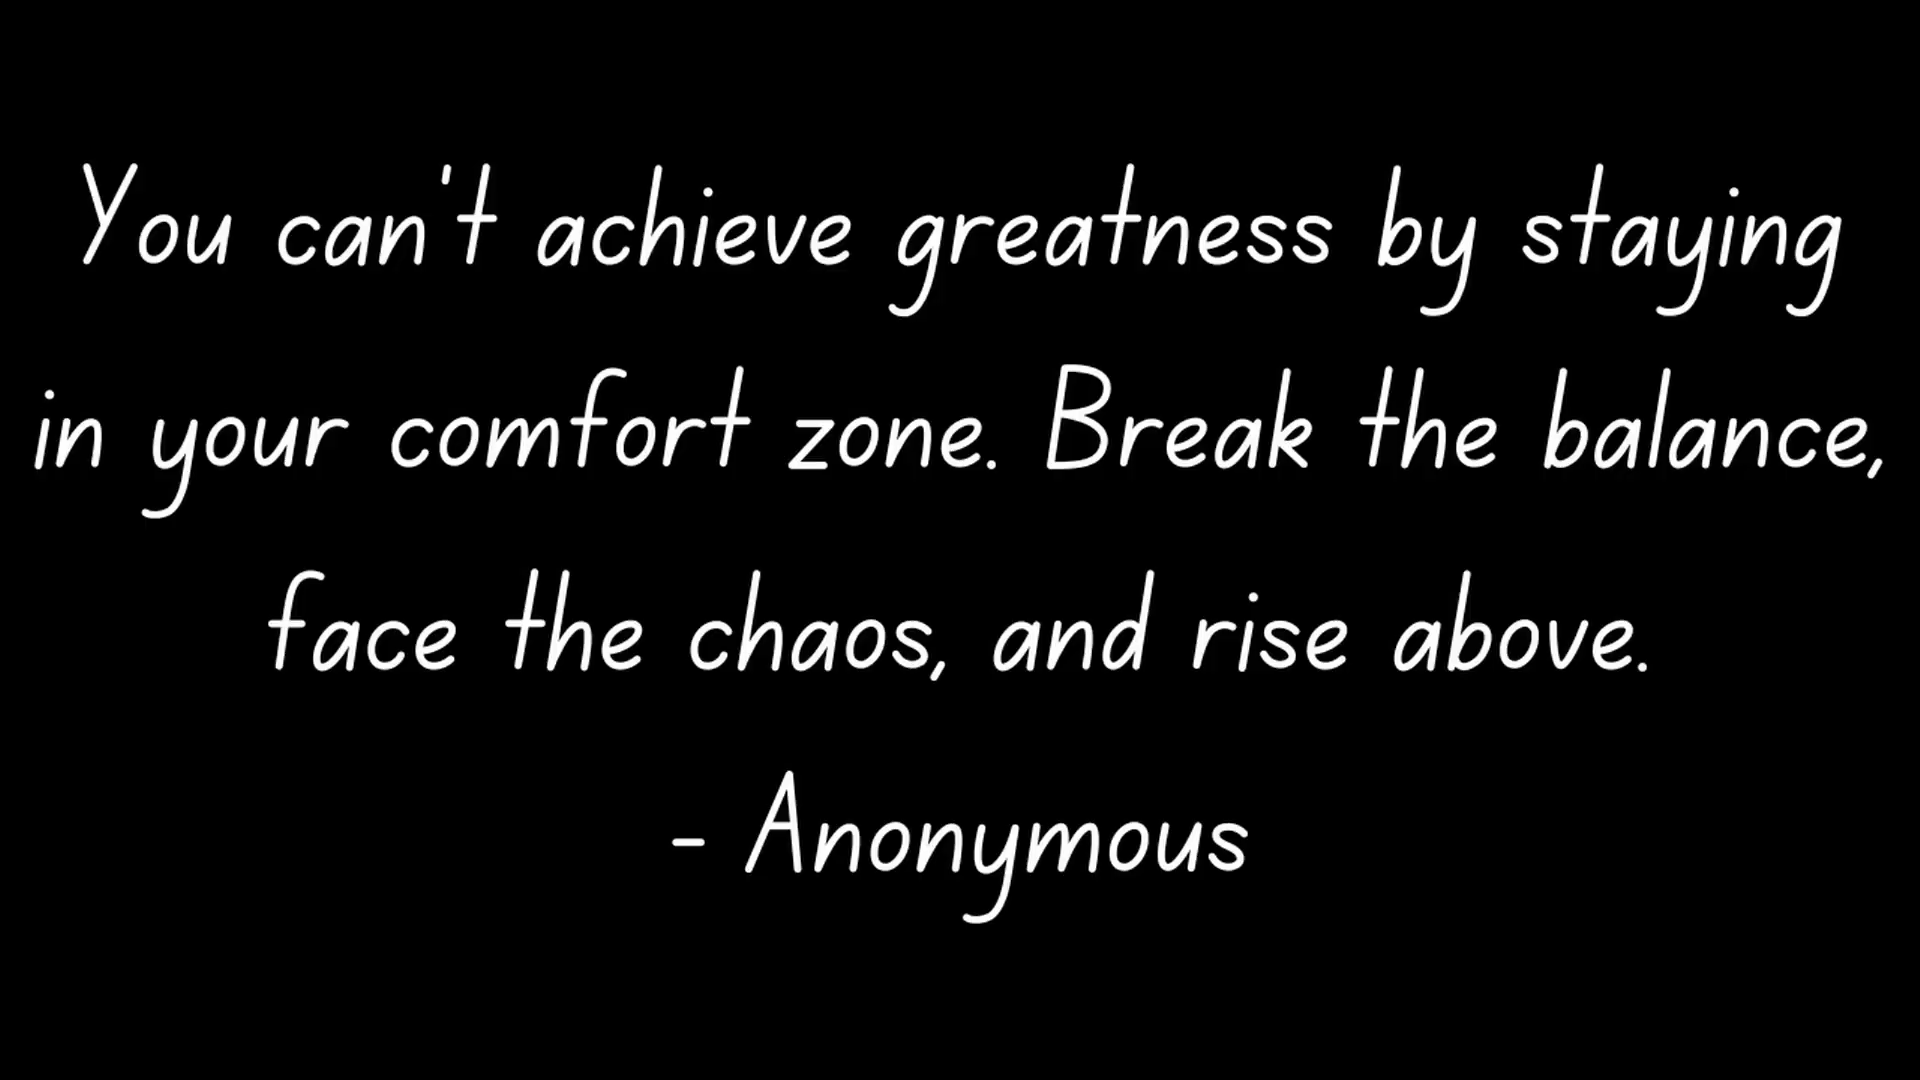 You can't achieve greatness by staying
in your comfort zone. Break the balance,
face the chaos, and rise above.
- Anonymous